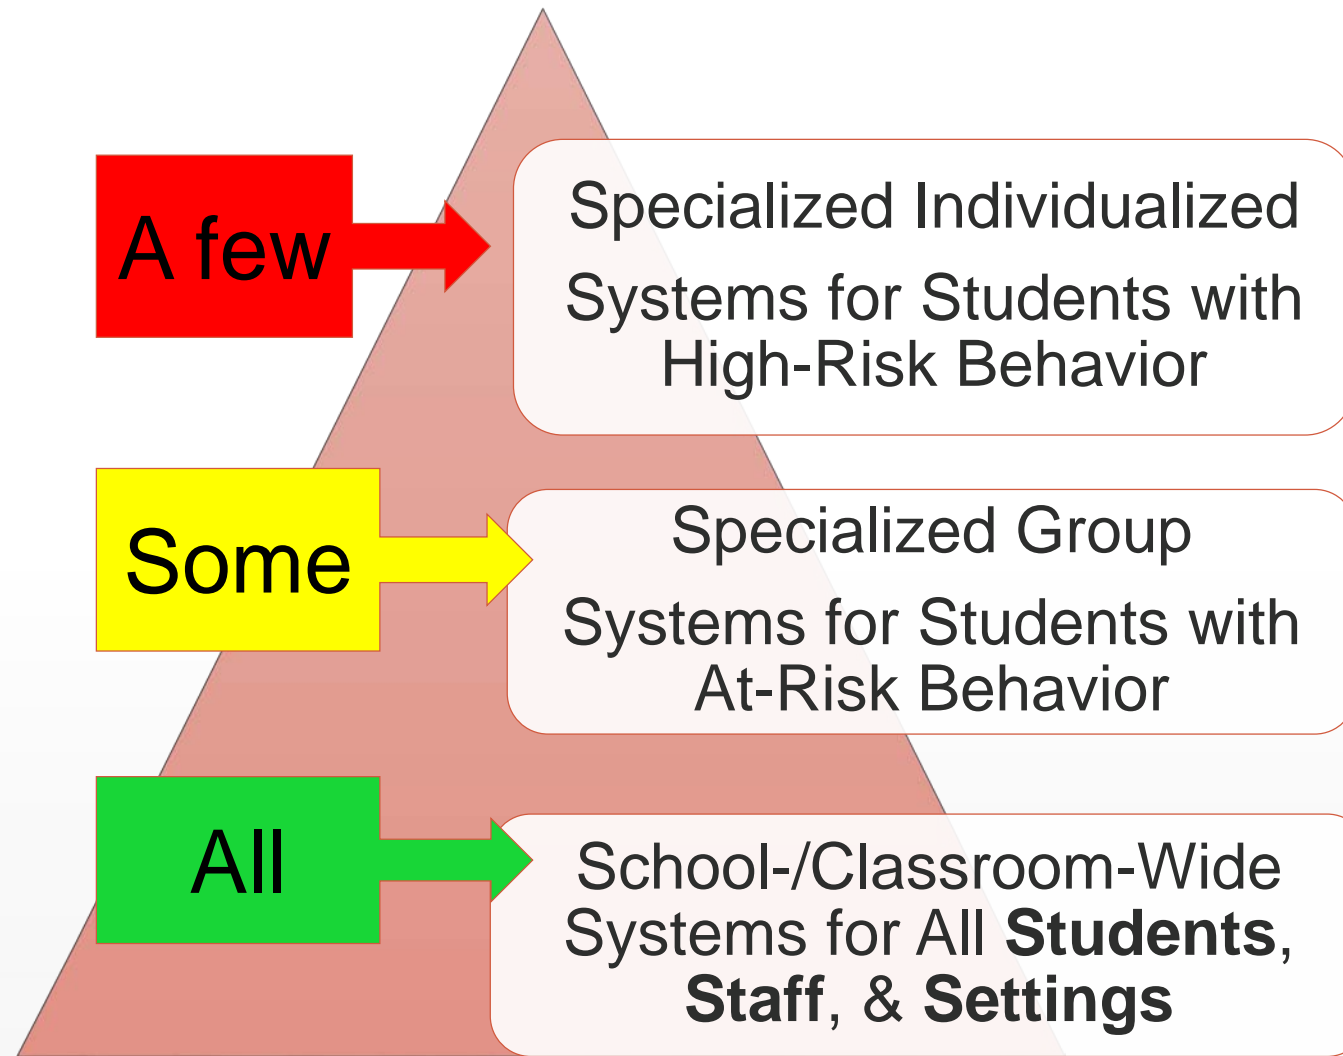 A few
Specialized Individualized
Systems for Students with
High-Risk Behavior
Some
Specialized Group
Systems for Students with
At-Risk Behavior
All
School-/Classroom-Wide
Systems for All Students,
Staff, & Settings